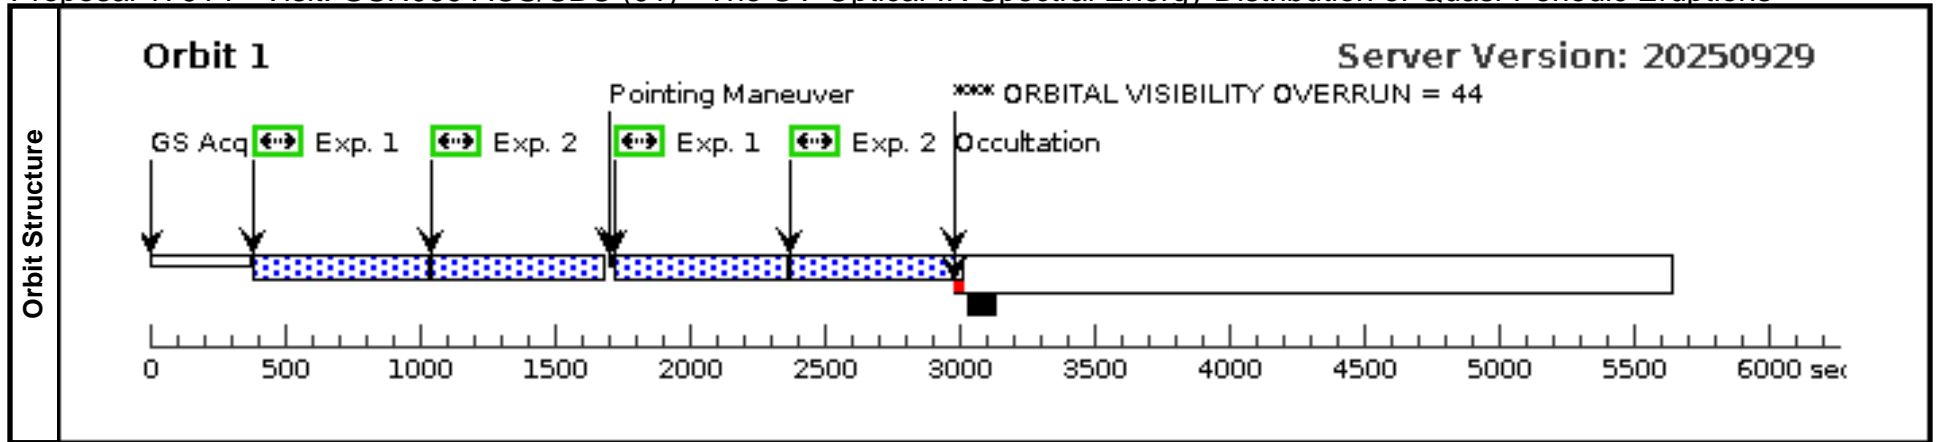 Orbit Structure
Orbit 1
Server Version: 20250929
Pointing Maneuver
*** ORBITAL VISIBILITY OVERRUN = 44
GS Acq Exp. 1 Exp. 2 Exp. 1 Exp. 2 Occultation
0 500 1000 1500 2000 2500 3000 3500 4000 4500 5000 5500 6000